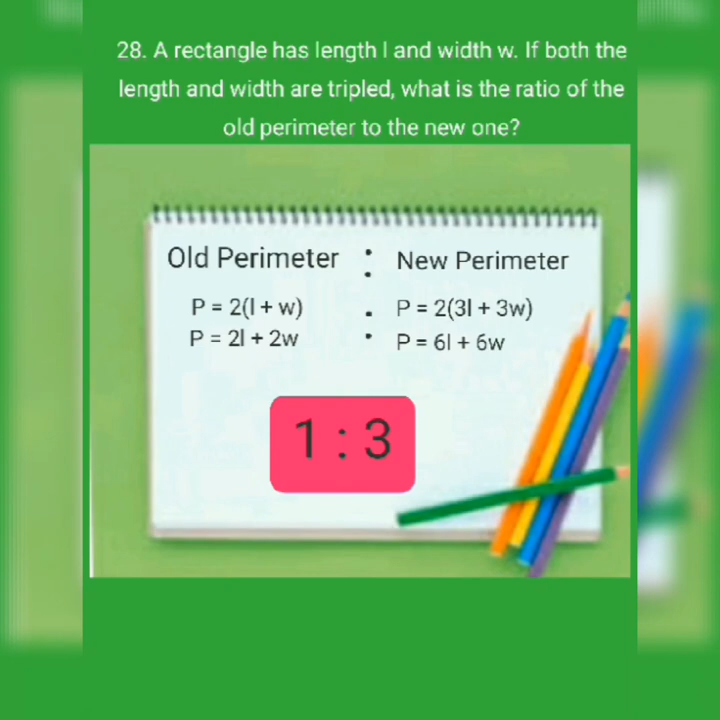 28. A rectangle has length l and width w. If both the
length and width are tripled, what is the ratio of the
old perimeter to the new one?
Old Perimeter : New Perimeter
P = 2(l + w) : P = 2(3l + 3w)
P = 2l + 2w P = 6l + 6w
1 : 3